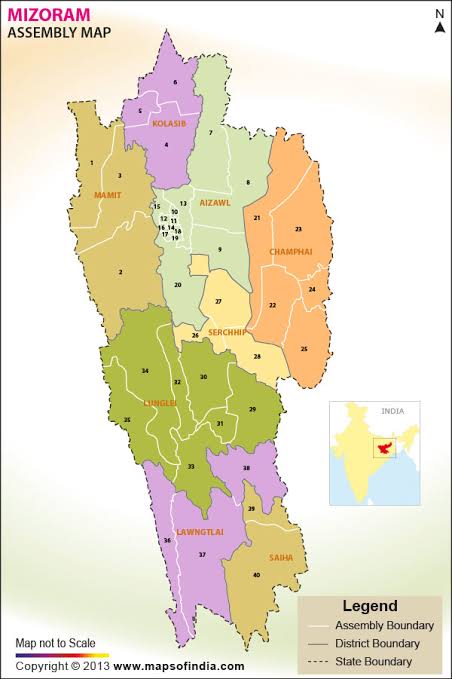 MIZORAM
ASSEMBLY MAP
N
6
5
KOLASIB
4
7
1
3
8
MAMIT
15
13
AIZAWL
10
12
11
16
14
18
17
19
21
23
9
CHAMPHAI
2
20
27
24
22
26
SERCHHIP
25
28
34
32
30
LUNGLEI
29
35
31
33
38
39
36
LAWNGTLAI
37
SAIHA
40
INDIA
Legend
Assembly Boundary
District Boundary
State Boundary
Map not to Scale
Copyright © 2013 www.mapsofindia.com